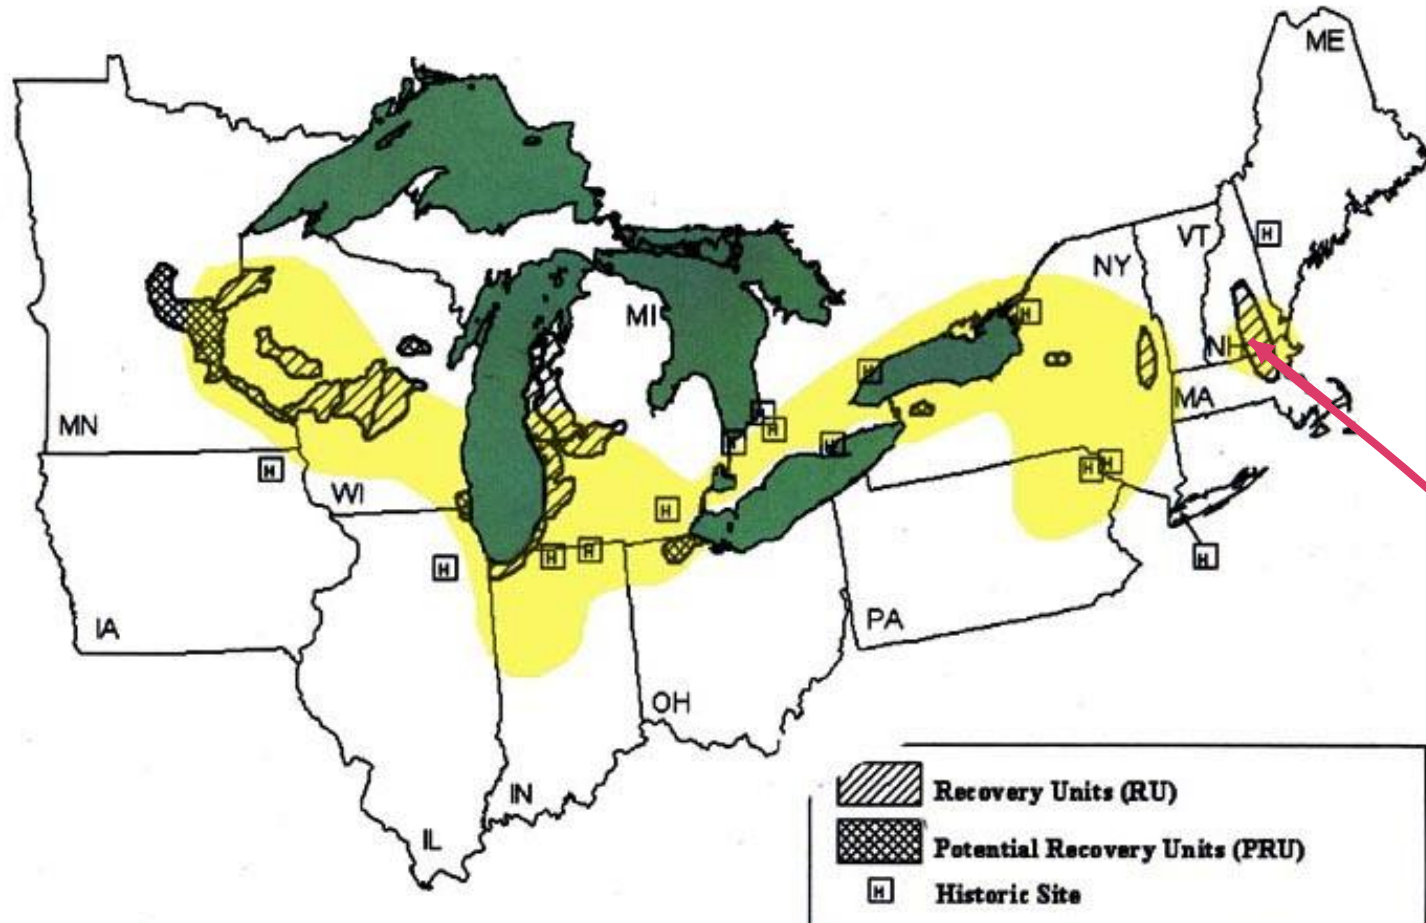 ME
VT
H
NY
MI
H
NH
H
MA
H
H
H
H
MN
H
H
H
WI
H
H
H
H
H
PA
IA
OH
IN
IL
Recovery Units (RU)
Potential Recovery Units (PRU)
H Historic Site